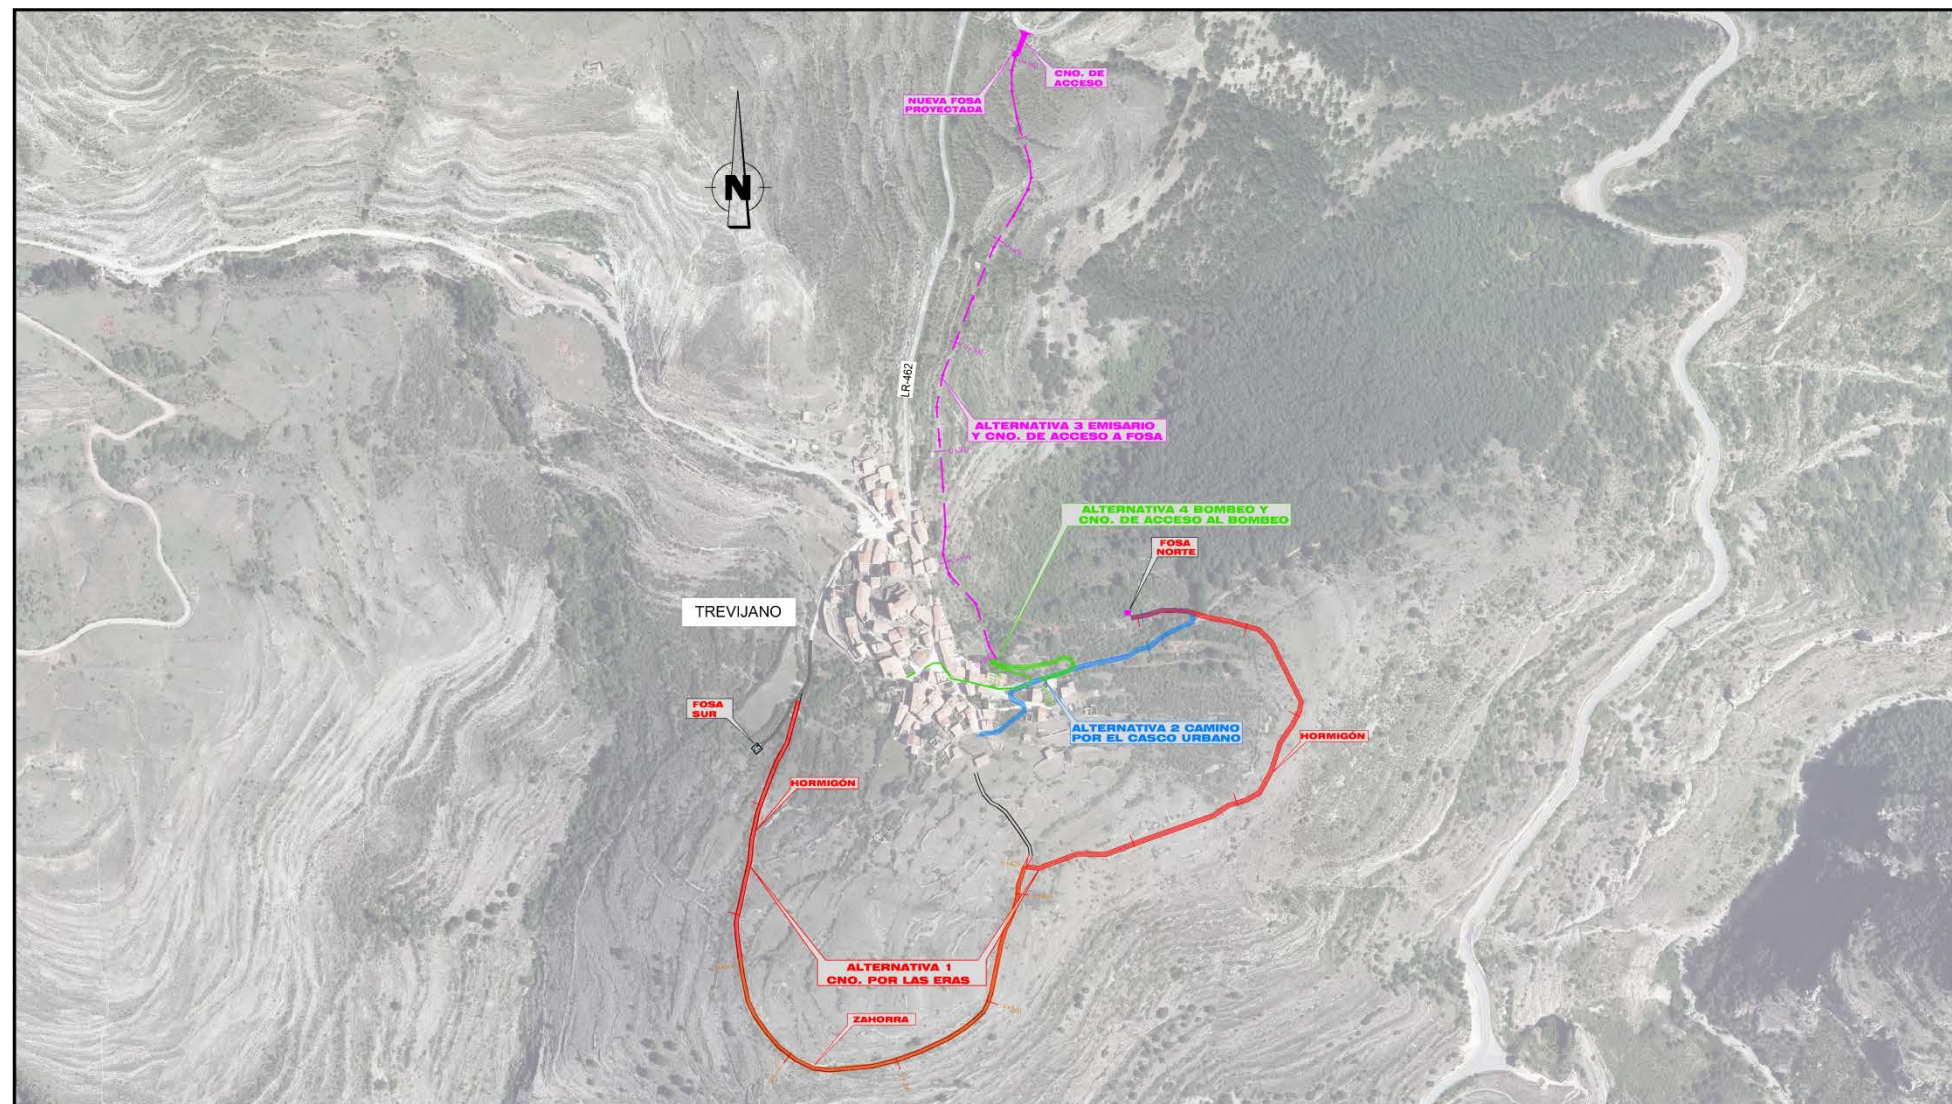 CNO. DE
ACCESO
NUEVA FOSA
PROYECTADA
N
LR-462
ALTERNATIVA 3 EMISARIO
Y CNO. DE ACCESO A FOSA
ALTERNATIVA 4 BOMBEO Y
CNO. DE ACCESO AL BOMBEO
FOSA
NORTE
TREVIJANO
FOSA
SUR
ALTERNATIVA 2 CAMINO
POR EL CASCO URBANO
HORMIGÓN
HORMIGÓN
ALTERNATIVA 1
CNO. POR LAS ERAS
ZAHORRA